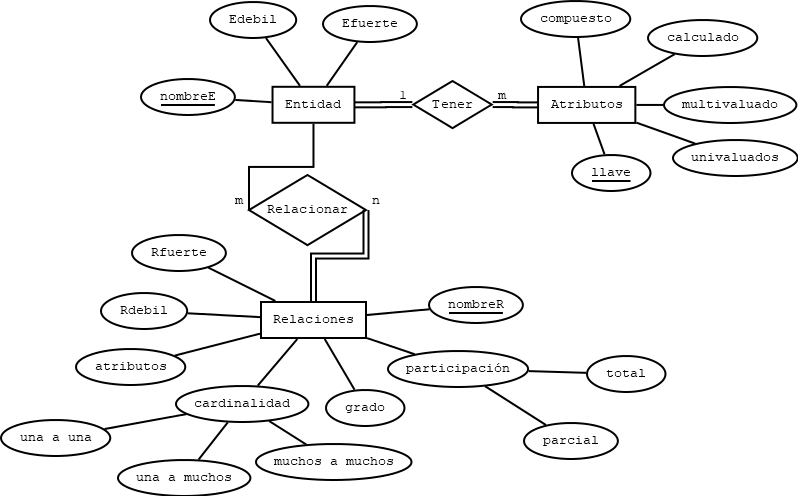 Edebil
Efuerte
compuesto
calculado
nombreE
Entidad
1
Tener
m
Atributos
multivaluado
univaluados
llave
m
Relacionar
n
Rfuerte
Rdebil
Relaciones
nombreR
atributos
participación
total
cardinalidad
grado
una a una
parcial
una a muchos
muchos a muchos